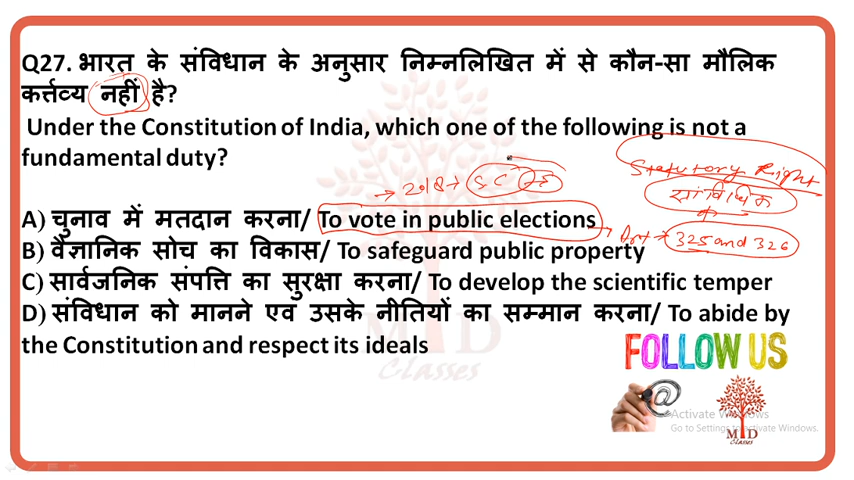 Q27. भारत के संविधान के अनुसार निम्नलिखित में से कौन-सा मौलिक
कर्त्तव्य नहीं है?
Under the Constitution of India, which one of the following is not a
fundamental duty?
Statutory Right
→ 2018 →
सांविधिक
A) चुनाव में मतदान करना/ To vote in public elections
→ Art → 325 and 326
B) वैज्ञानिक सोच का विकास/ To safeguard public property
C) सार्वजनिक संपत्ति का सुरक्षा करना/ To develop the scientific temper
D) संविधान को मानने एवं उसके नीतियों का सम्मान करना/ To abide by
the Constitution and respect its ideals
FOLLOW US
@
Activate Windows
Go to Settings to activate Windows.
MD
Classes
MD
Classes